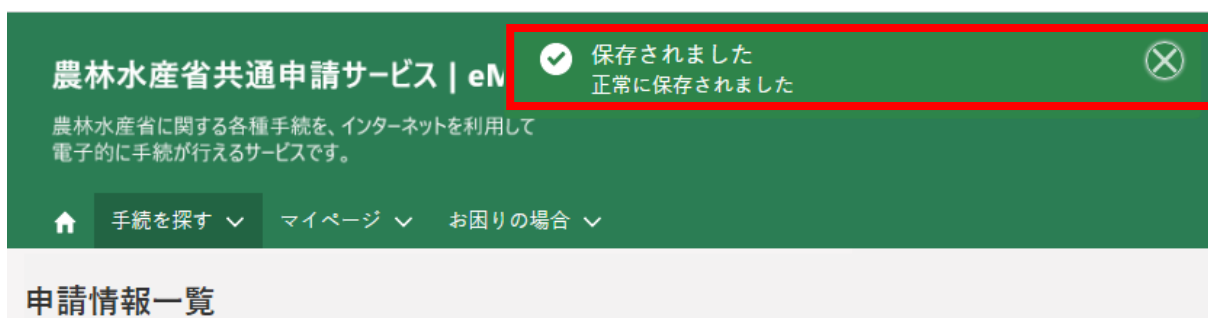 保存されました
正常に保存されました
農林水産省共通申請サービス | eM
農林水産省に関する各種手続を、インターネットを利用して
電子的に手続が行えるサービスです。
手続を探す マイページ お困りの場合
申請情報一覧